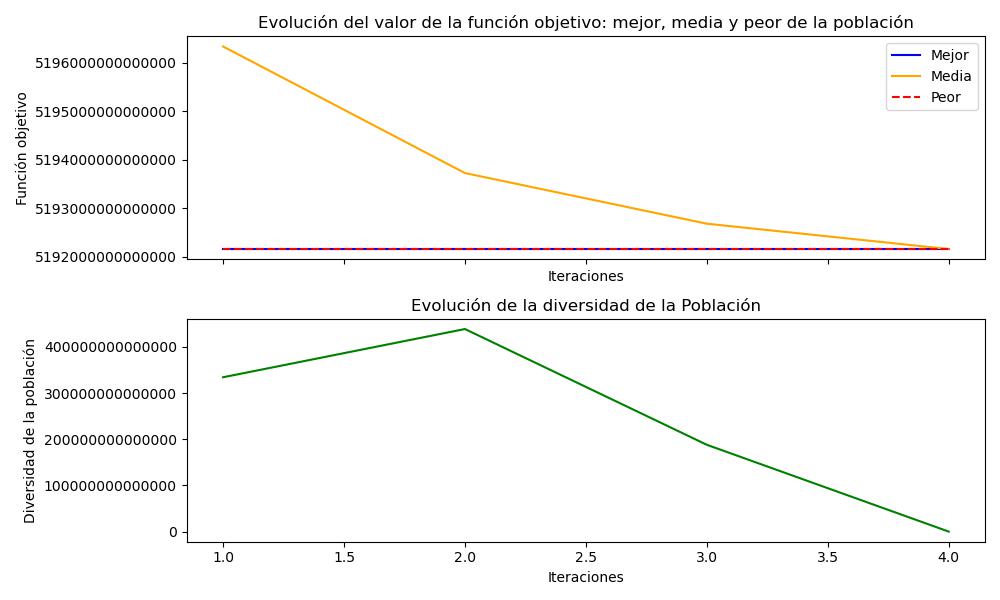 Evolución del valor de la función objetivo: mejor, media y peor de la población
Función objetivo
5196000000000000
5195000000000000
5194000000000000
5193000000000000
5192000000000000
Mejor
Media
Peor
Iteraciones
Evolución de la diversidad de la Población
Diversidad de la población
400000000000000
300000000000000
200000000000000
100000000000000
0
1.0 1.5 2.0 2.5 3.0 3.5 4.0
Iteraciones